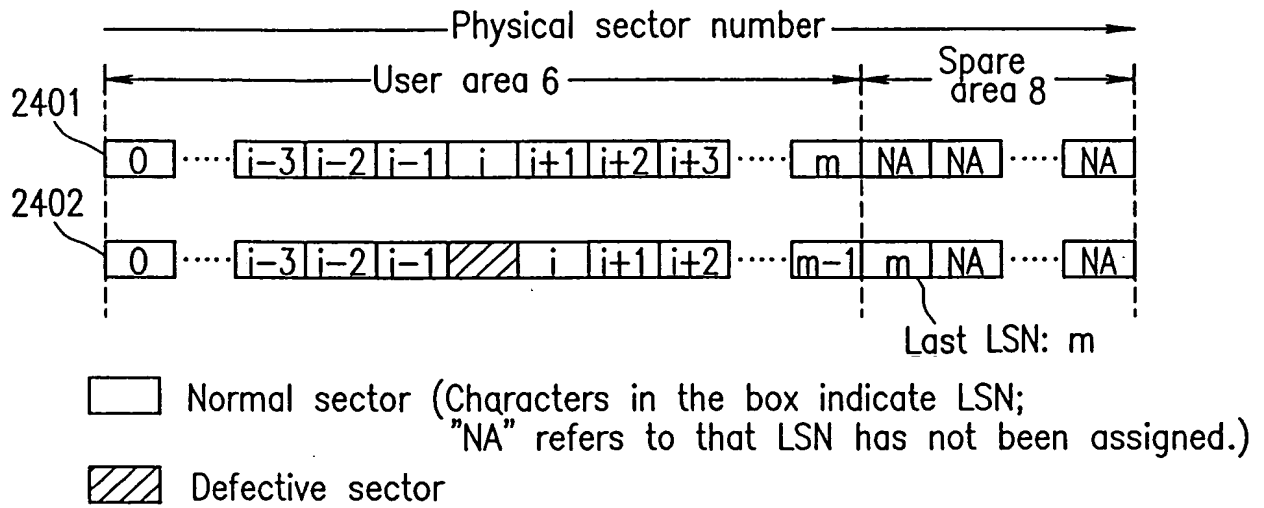 Physical sector number
User area 6
Spare
area 8
2401
0 ..... i-3 i-2 i-1 i i+1 i+2 i+3 ..... m NA NA ..... NA
2402
0 ..... i-3 i-2 i-1 i i+1 i+2 ..... m-1 m NA ..... NA
Last LSN: m
Normal sector (Characters in the box indicate LSN;
"NA" refers to that LSN has not been assigned.)
Defective sector